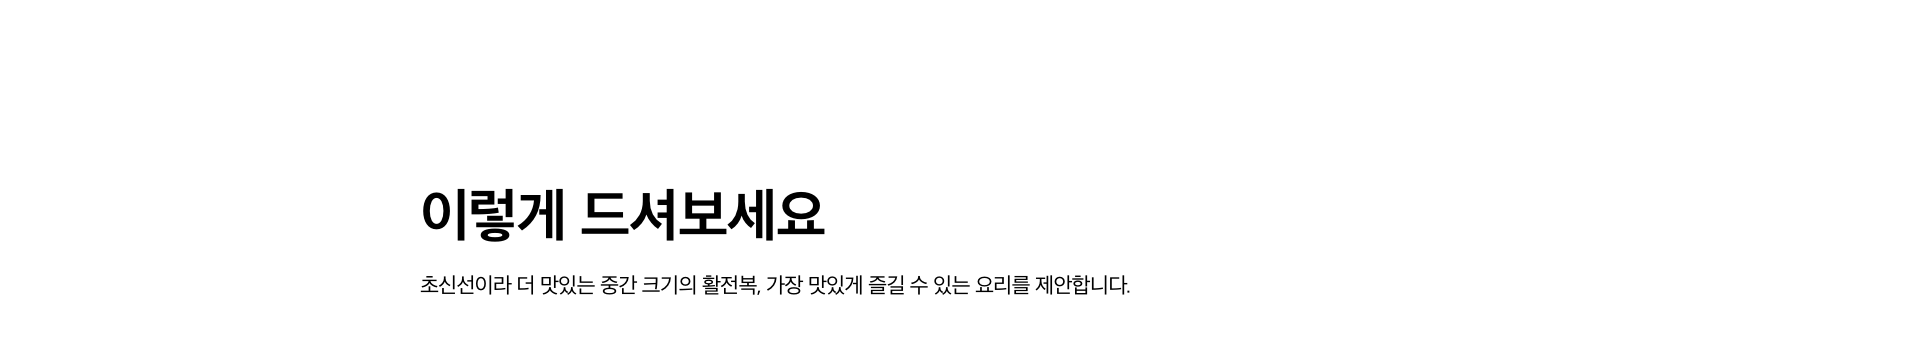 이렇게 드셔보세요
초신선이라 더 맛있는 중간 크기의 활전복, 가장 맛있게 즐길 수 있는 요리를 제안합니다.